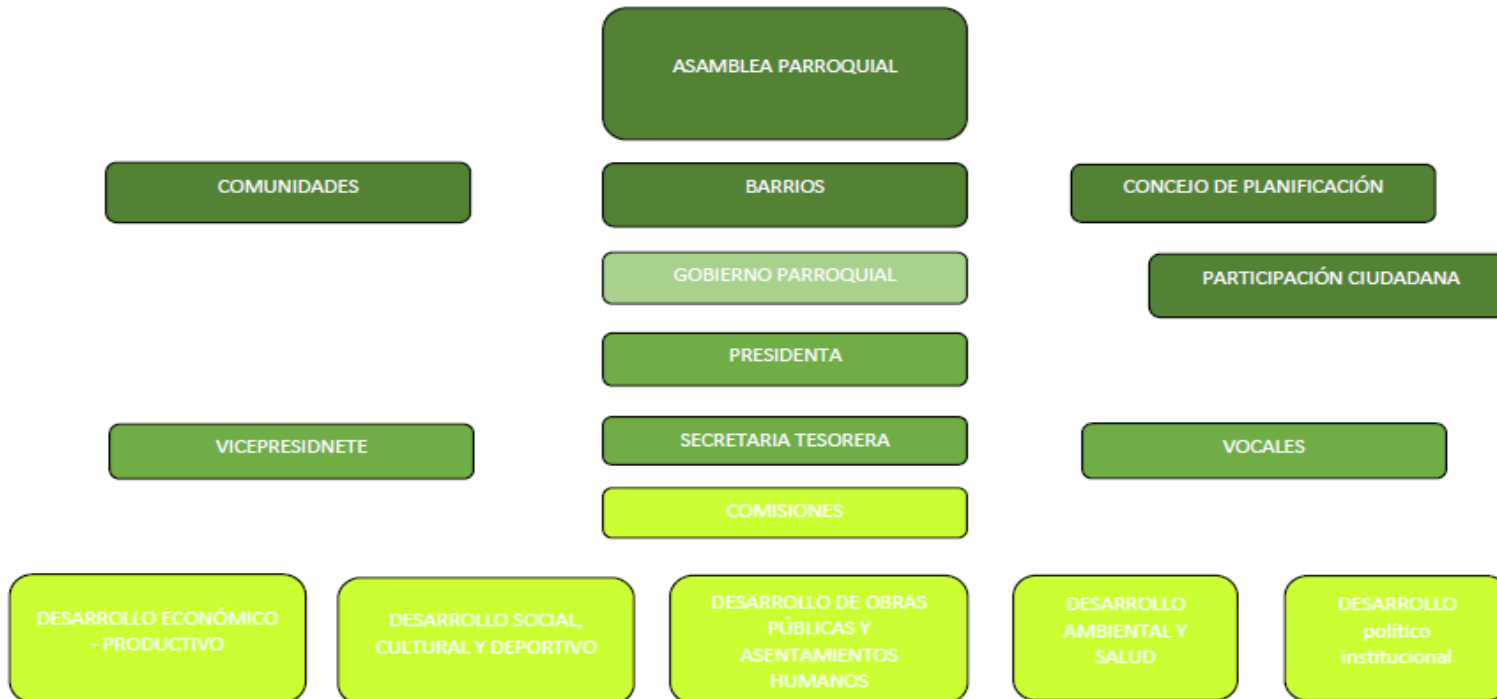 ASAMBLEA PARROQUIAL
COMUNIDADES
BARRIOS
CONCEJO DE PLANIFICACIÓN
GOBIERNO PARROQUIAL
PARTICIPACIÓN CIUDADANA
PRESIDENTA
VICEPRESIDNETE
SECRETARIA TESORERA
VOCALES
COMISIONES
DESARROLLO ECONÓMICO
- PRODUCTIVO
DESARROLLO SOCIAL,
CULTURAL Y DEPORTIVO
DESARROLLO DE OBRAS
PÚBLICAS Y
ASENTAMIENTOS
HUMANOS
DESARROLLO
AMBIENTAL Y
SALUD
DESARROLLO
político
institucional